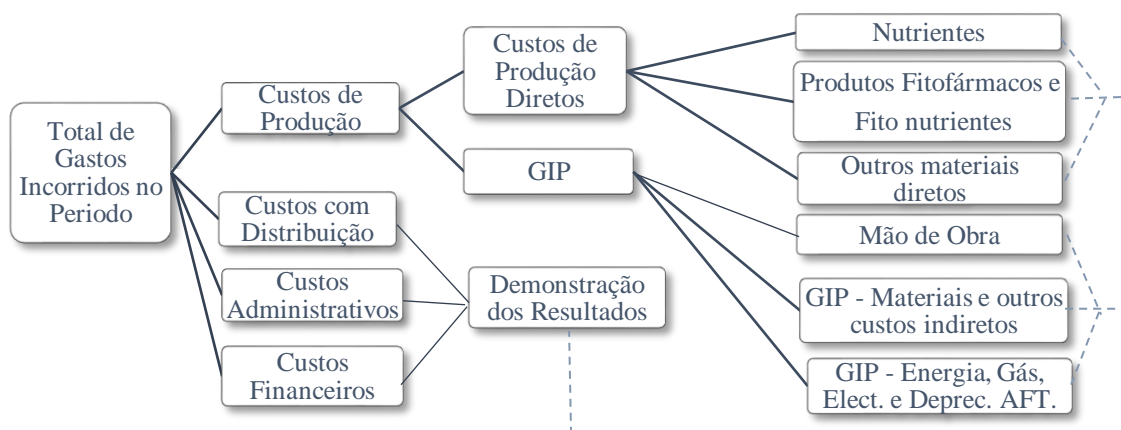 Total de
Gastos
Incorridos no
Periodo
Custos de
Produção
Custos com
Distribuição
Custos
Administrativos
Custos
Financeiros
Custos de
Produção
Diretos
GIP
Demonstração
dos Resultados
Nutrientes
Produtos Fitofármacos e
Fito nutrientes
Outros materiais
diretos
Mão de Obra
GIP - Materiais e outros
custos indiretos
GIP - Energia, Gás,
Elect. e Deprec. AFT.